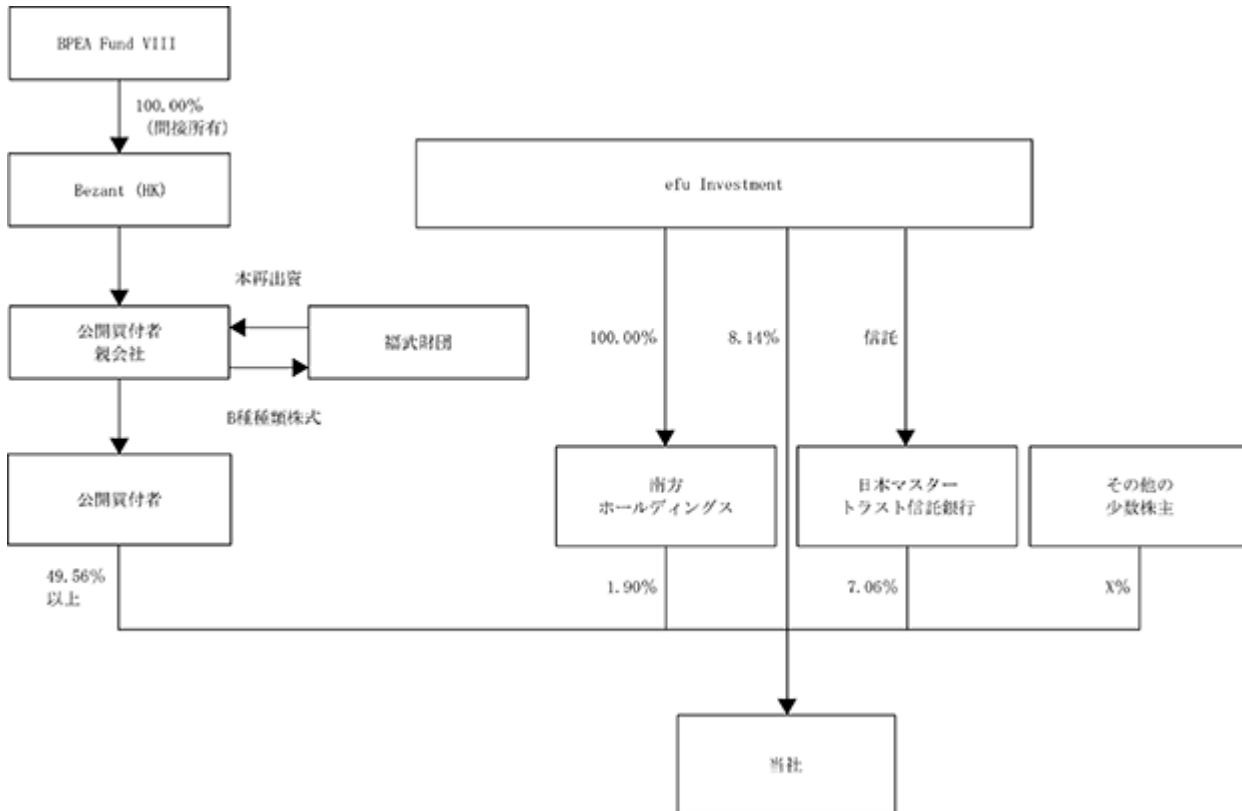 BPEA Fund VIII
100.00%
(間接所有)
Bezant (HK)
efu Investment
本再出資
公開買付者
親会社
福武財団
B種種類株式
100.00%
8.14%
信託
公開買付者
南方
ホールディングス
日本マスター
トラスト信託銀行
その他の
少数株主
49.56%
以上
1.90%
7.06%
X%
当社